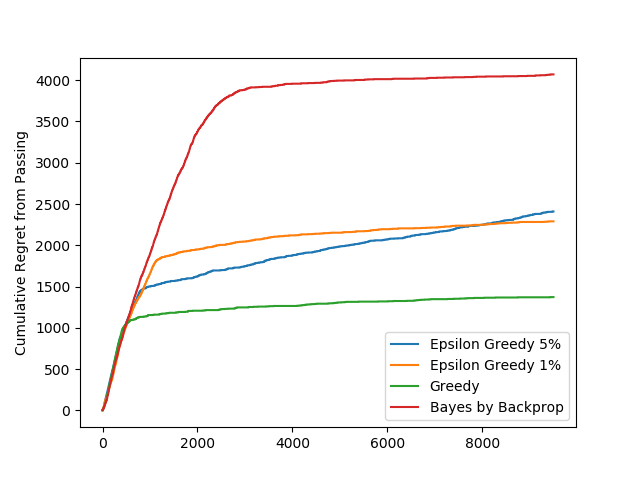 Cumulative Regret from Passing
4000
3500
3000
2500
2000
1500
1000
500
0
0 2000 4000 6000 8000
Epsilon Greedy 5%
Epsilon Greedy 1%
Greedy
Bayes by Backprop